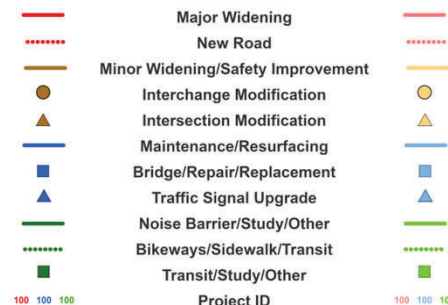 Major Widening
New Road
Minor Widening/Safety Improvement
Interchange Modification
Intersection Modification
Maintenance/Resurfacing
Bridge/Repair/Replacement
Traffic Signal Upgrade
Noise Barrier/Study/Other
Bikeways/Sidewalk/Transit
Transit/Study/Other
100 100 100 Project ID 100 100